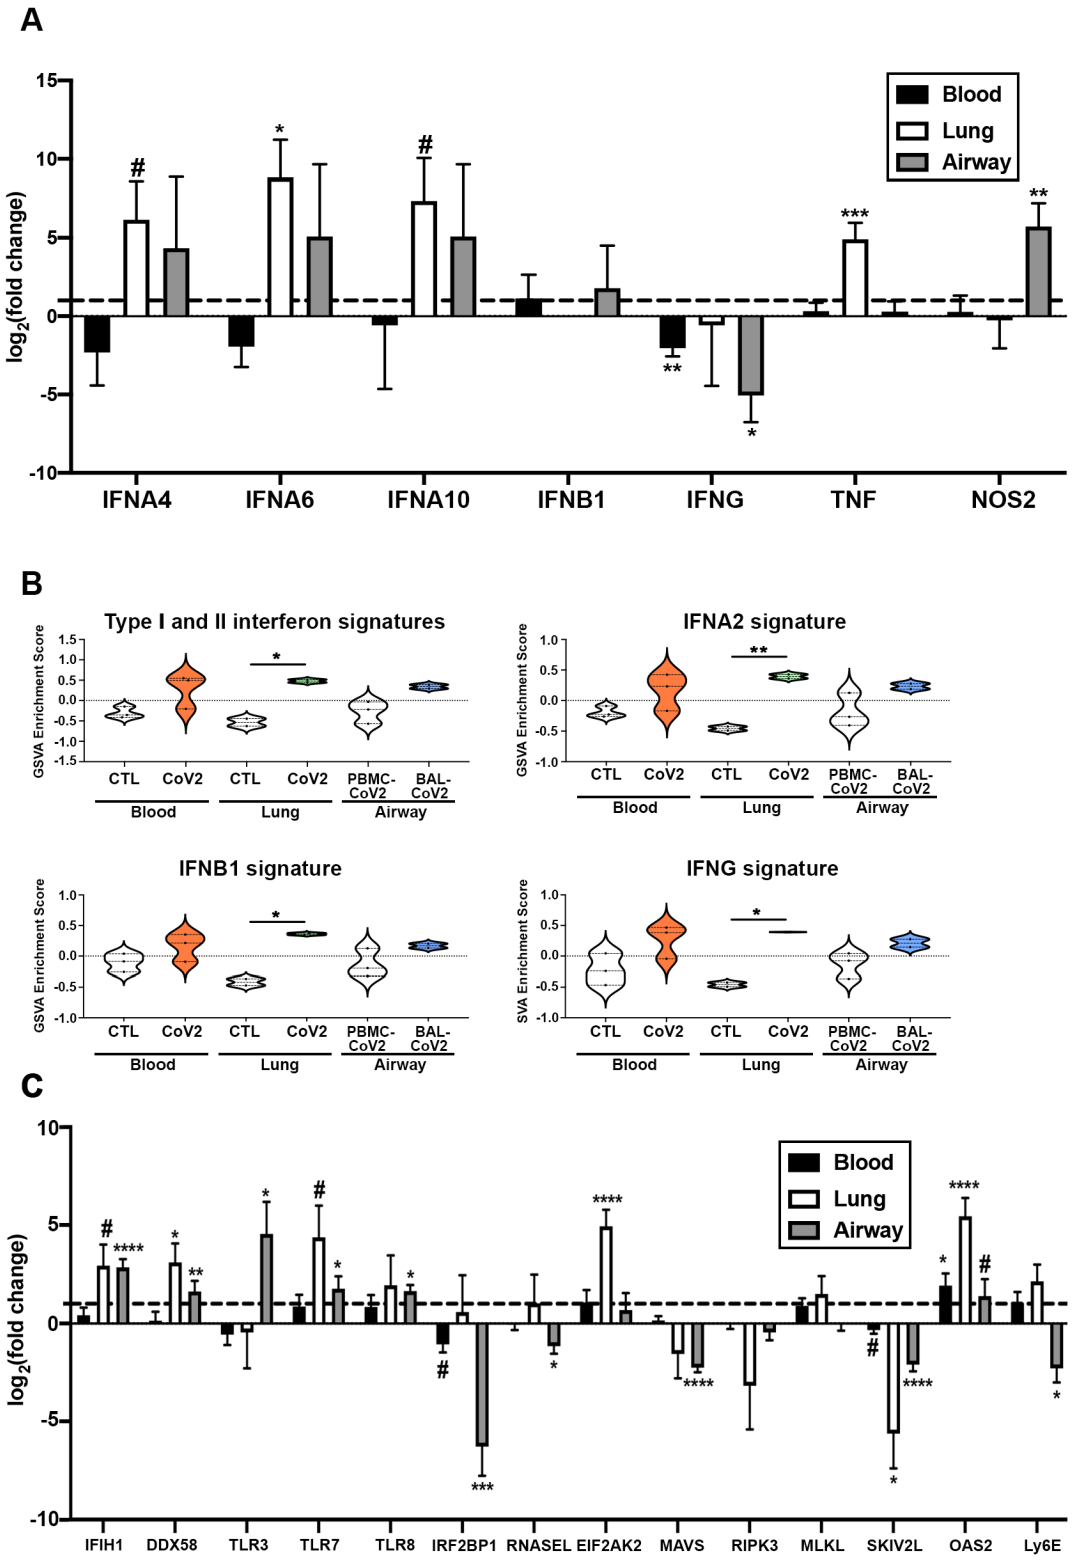 A
15
10
5
0
-5
-10
log2(fold change)
Blood
Lung
Airway
#
*
#
**
*
***
**
IFNA4 IFNA6 IFNA10 IFNB1 IFNG TNF NOS2
B
Type I and II interferon signatures
GSVA Enrichment Score
1.5
1.0
0.5
0.0
-0.5
-1.0
-1.5
*
CTL CoV2 CTL CoV2 PBMC-CoV2 BAL-CoV2
Blood Lung Airway
IFNA2 signature
GSVA Enrichment Score
1.0
0.5
0.0
-0.5
-1.0
**
CTL CoV2 CTL CoV2 PBMC-CoV2 BAL-CoV2
Blood Lung Airway
IFNB1 signature
GSVA Enrichment Score
1.0
0.5
0.0
-0.5
-1.0
*
CTL CoV2 CTL CoV2 PBMC-CoV2 BAL-CoV2
Blood Lung Airway
IFNG signature
SVA Enrichment Score
1.0
0.5
0.0
-0.5
-1.0
*
CTL CoV2 CTL CoV2 PBMC-CoV2 BAL-CoV2
Blood Lung Airway
C
10
5
0
-5
-10
log2(fold change)
Blood
Lung
Airway
#
****
*
**
*
#
*
*
#
***
*
****
****
#
*
****
*
****
#
*
IFIH1 DDX58 TLR3 TLR7 TLR8 IRF2BP1 RNASEL EIF2AK2 MAVS RIPK3 MLKL SKIV2L OAS2 Ly6E